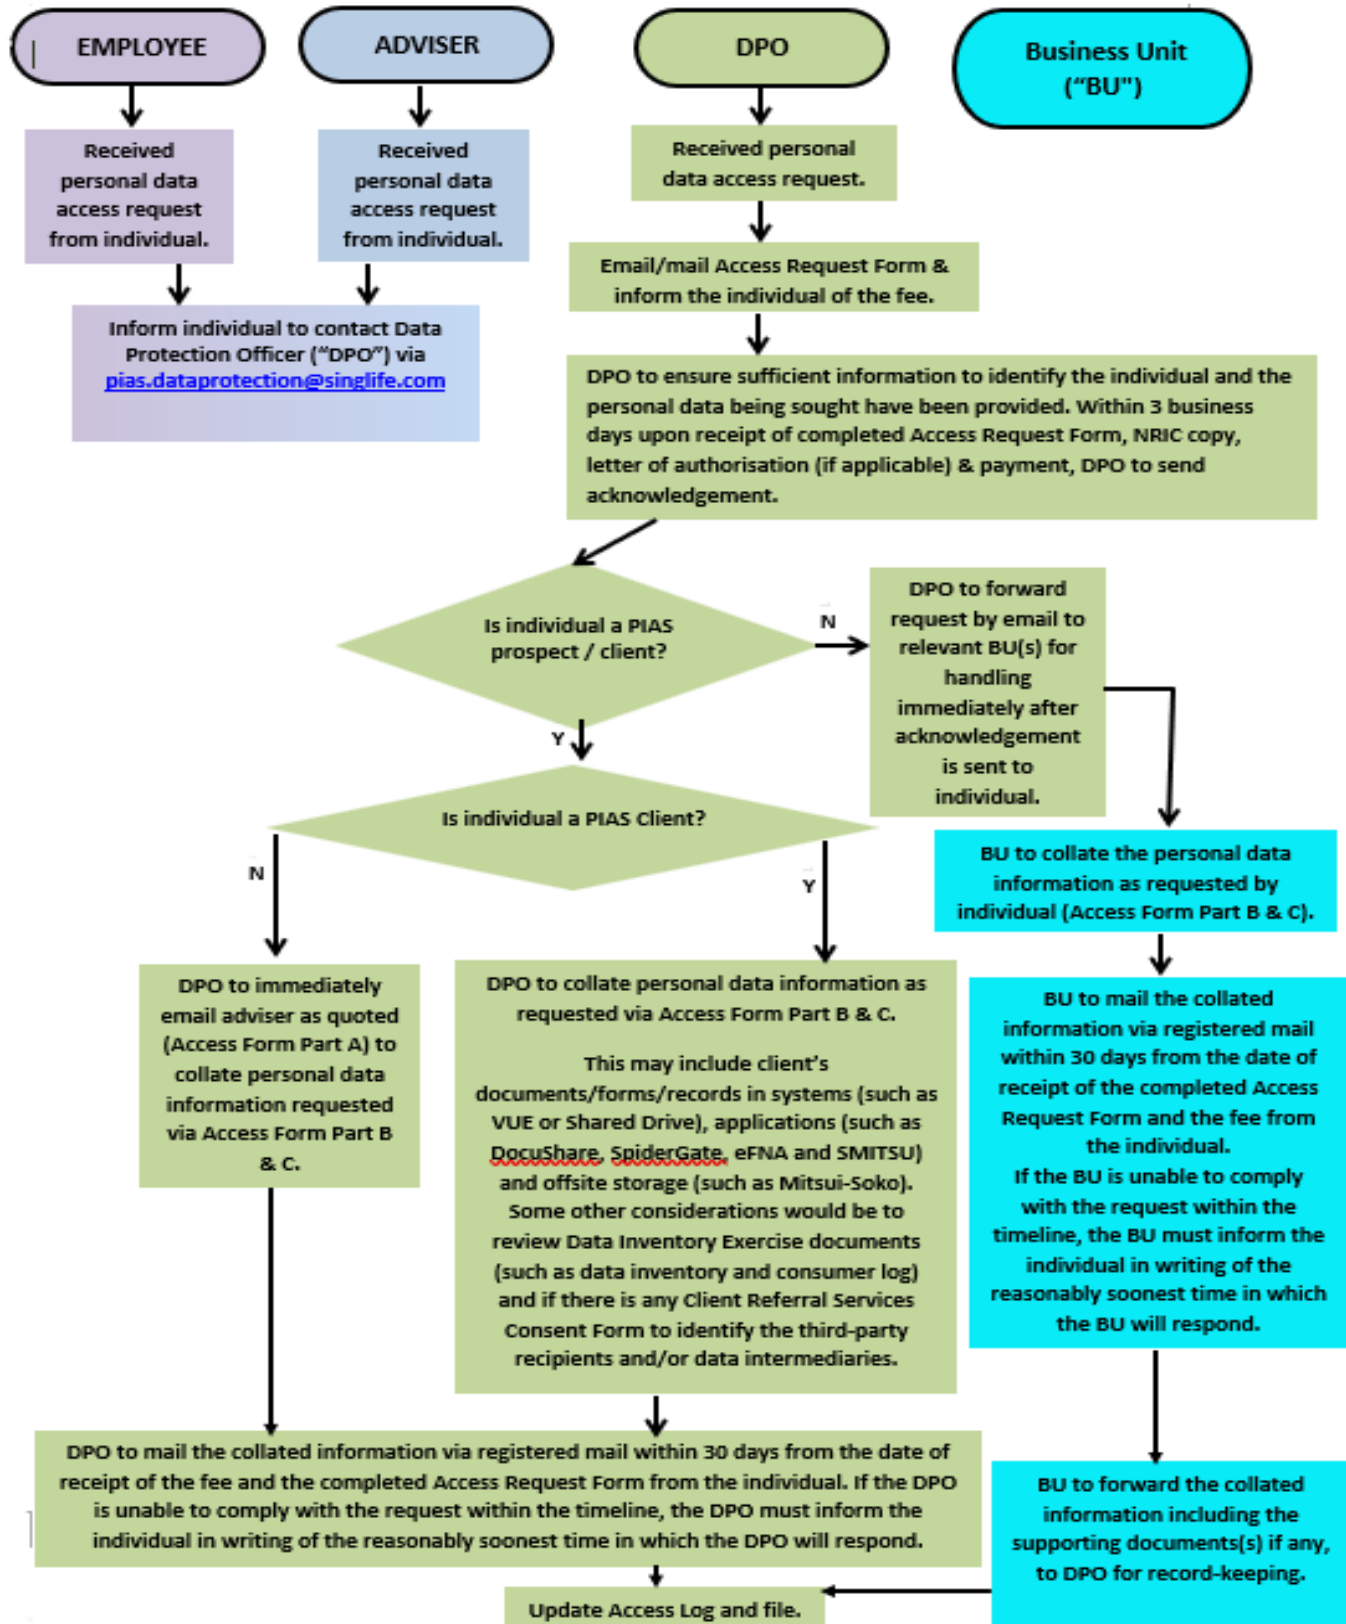 EMPLOYEE
ADVISER
DPO
Business Unit
(“BU")
Received
personal data
access request
from individual.
Received
personal data
access request
from individual.
Received personal
data access request.
Email/mail Access Request Form &
inform the individual of the fee.
Inform individual to contact Data
Protection Officer (“DPO”) via
pias.dataprotection@singlife.com
DPO to ensure sufficient information to identify the individual and the
personal data being sought have been provided. Within 3 business
days upon receipt of completed Access Request Form, NRIC copy,
letter of authorisation (if applicable) & payment, DPO to send
acknowledgement.
Is individual a PIAS
prospect / client?
N
Y
DPO to forward
request by email to
relevant BU(s) for
handling
immediately after
acknowledgement
is sent to
individual.
Is individual a PIAS Client?
N
Y
BU to collate the personal data
information as requested by
individual (Access Form Part B & C).
DPO to immediately
email adviser as quoted
(Access Form Part A) to
collate personal data
information requested
via Access Form Part B
& C.
DPO to collate personal data information as
requested via Access Form Part B & C.
This may include client’s
documents/forms/records in systems (such as
VUE or Shared Drive), applications (such as
DocuShare, SpiderGate, eFNA and SMITSU)
and offsite storage (such as Mitsui-Soko).
Some other considerations would be to
review Data Inventory Exercise documents
(such as data inventory and consumer log)
and if there is any Client Referral Services
Consent Form to identify the third-party
recipients and/or data intermediaries.
BU to mail the collated
information via registered mail
within 30 days from the date of
receipt of the completed Access
Request Form and the fee from
the individual.
If the BU is unable to comply
with the request within the
timeline, the BU must inform the
individual in writing of the
reasonably soonest time in which
the BU will respond.
DPO to mail the collated information via registered mail within 30 days from the date of
receipt of the fee and the completed Access Request Form from the individual. If the DPO
is unable to comply with the request within the timeline, the DPO must inform the
individual in writing of the reasonably soonest time in which the DPO will respond.
BU to forward the collated
information including the
supporting documents(s) if any,
to DPO for record-keeping.
Update Access Log and file.